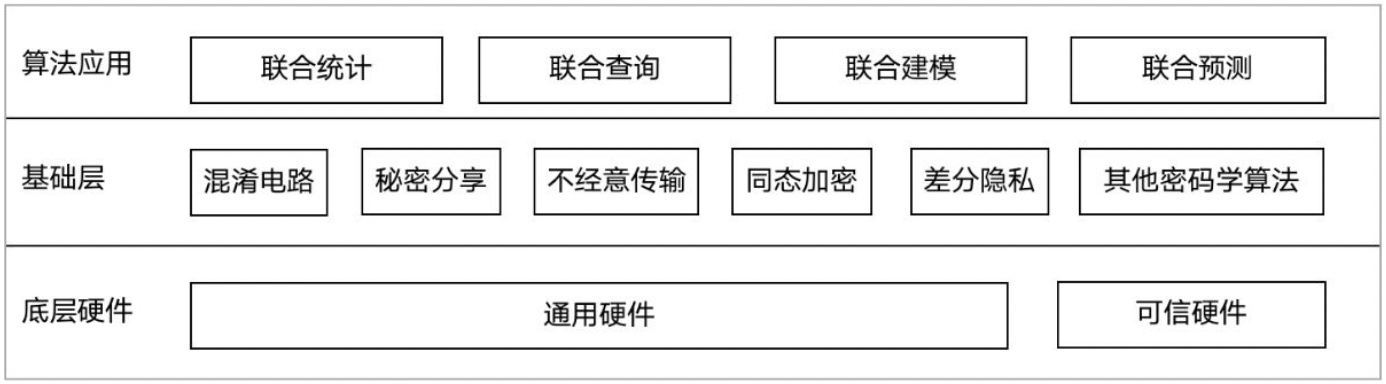 算法应用 联合统计 联合查询 联合建模 联合预测
基础层 混淆电路 秘密分享 不经意传输 同态加密 差分隐私 其他密码学算法
底层硬件 通用硬件 可信硬件